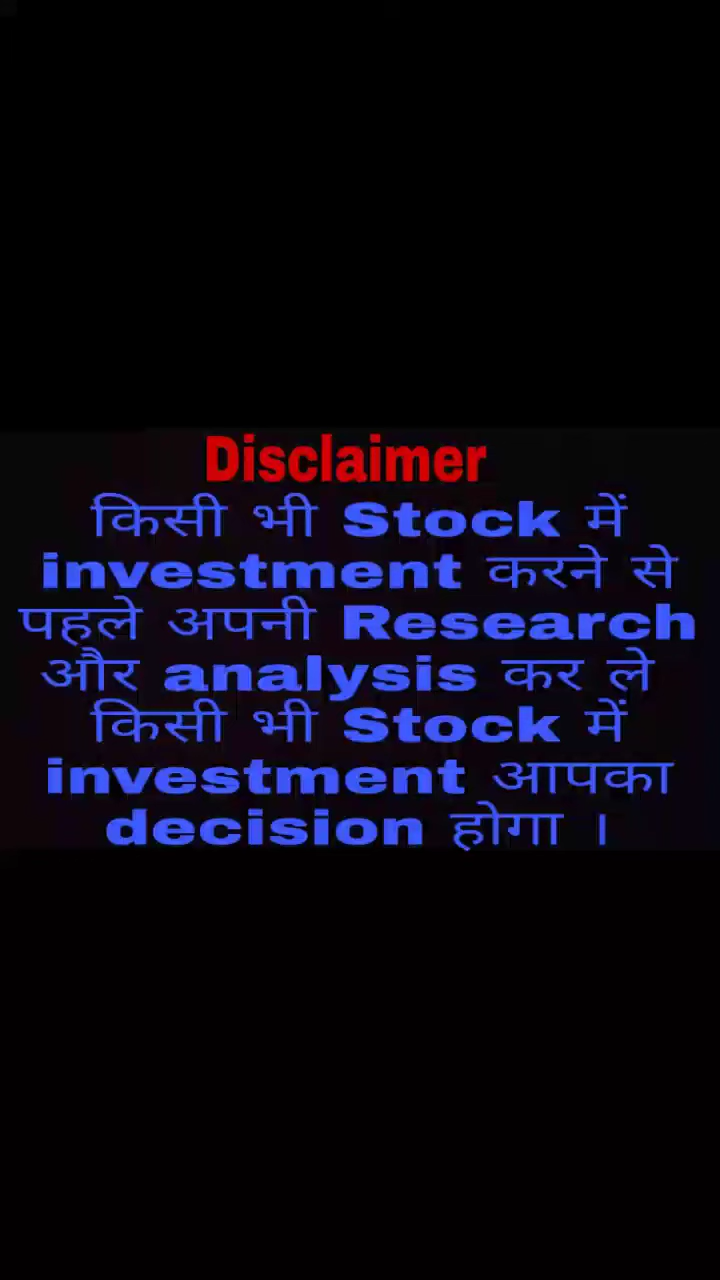 Disclaimer
किसी भी Stock में
investment करने से
पहले अपनी Research
और analysis कर ले
किसी भी Stock में
investment आपका
decision होगा ।